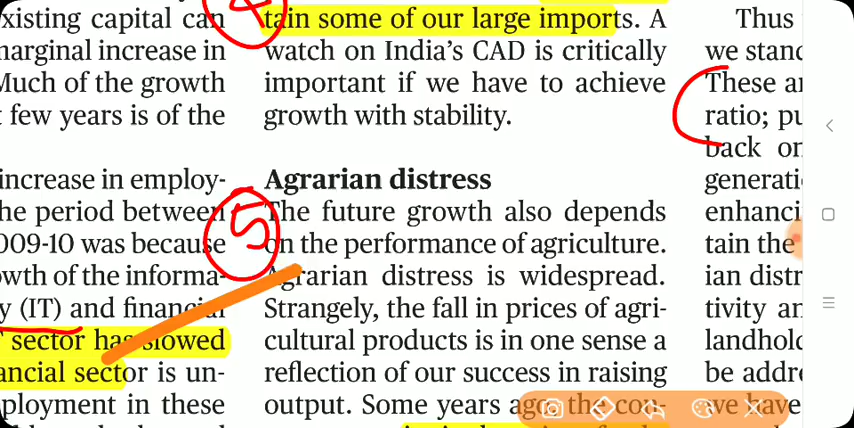 xisting capital can
marginal increase in
Much of the growth
few years is of the
increase in employ-
he period between
009-10 was because
wth of the informa-
y (IT) and financial
sector has slowed
ancial sector is un-
ployment in these
4
tain some of our large imports. A
watch on India's CAD is critically
important if we have to achieve
growth with stability.
Agrarian distress
5
The future growth also depends
on the performance of agriculture.
Agrarian distress is widespread.
Strangely, the fall in prices of agri-
cultural products is in one sense a
reflection of our success in raising
output. Some years ago, the con-
Thus
we stand
These ar
ratio; pu
back on
generati
enhanci
tain the
ian distr
tivity an
landhold
be addre
we have